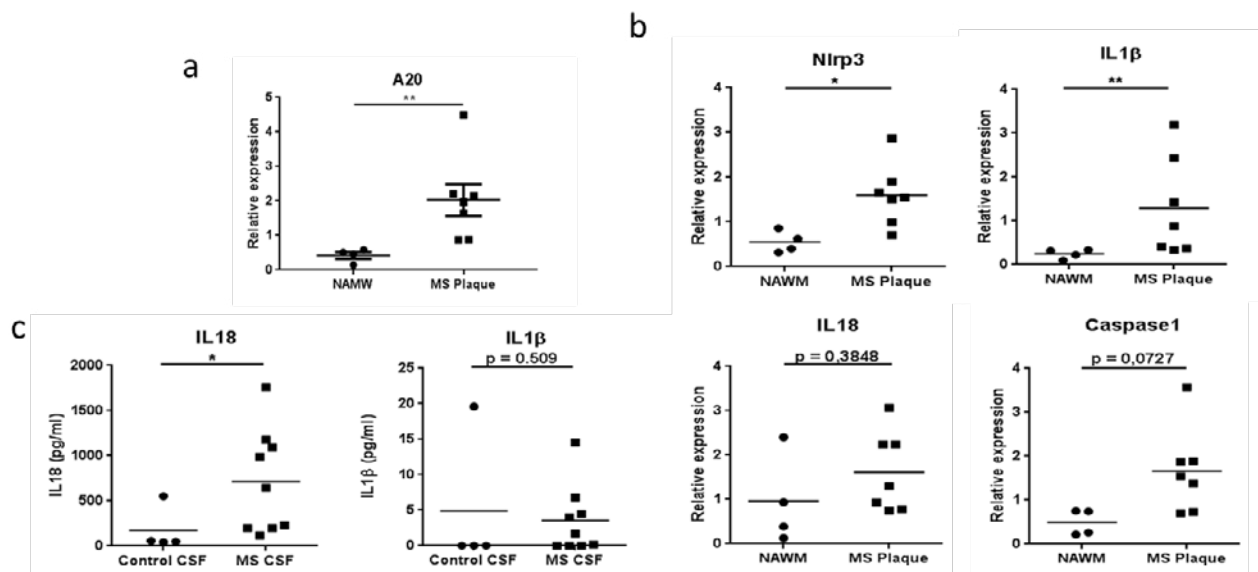 a
A20
**
Relative expression
5
4
3
2
1
0
NAMW MS Plaque
b
Nlrp3
*
Relative expression
4
3
2
1
0
NAWM MS Plaque
IL1β
**
Relative expression
4
3
2
1
0
NAWM MS Plaque
IL18
p = 0,3848
Relative expression
4
3
2
1
0
NAWM MS Plaque
Caspase1
p = 0,0727
Relative expression
4
3
2
1
0
NAWM MS Plaque
c
IL18
*
IL18 (pg/ml)
2000
1500
1000
500
0
Control CSF MS CSF
IL1β
p = 0.509
IL1β (pg/ml)
25
20
15
10
5
0
Control CSF MS CSF